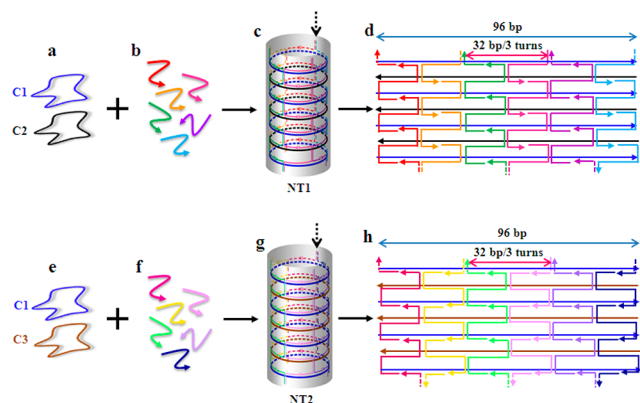 a
b
c
d
96 bp
32 bp/3 turns
C1
C2
NT1
e
f
g
h
96 bp
32 bp/3 turns
C1
C3
NT2